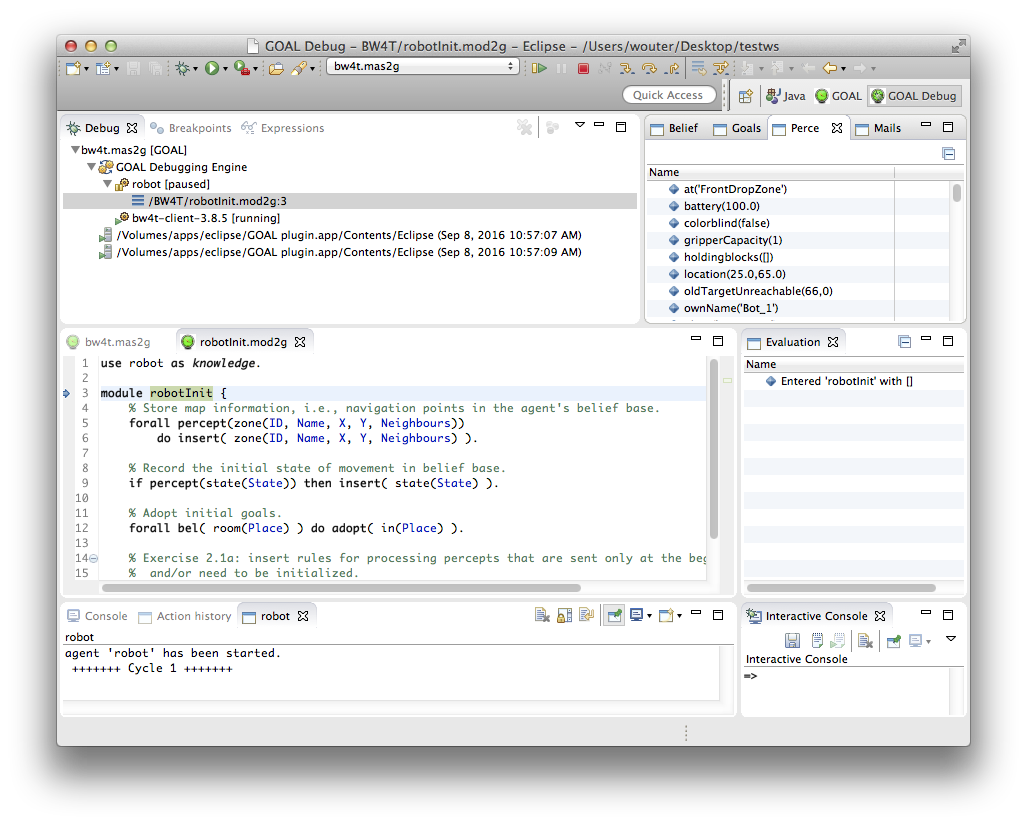 GOAL Debug – BW4T/robotInit.mod2g – Eclipse – /Users/wouter/Desktop/testws
bw4t.mas2g
Quick Access
Java
GOAL
GOAL Debug
Debug
Breakpoints
Expressions
bw4t.mas2g [GOAL]
GOAL Debugging Engine
robot [paused]
/BW4T/robotInit.mod2g:3
bw4t-client-3.8.5 [running]
/Volumes/apps/eclipse/GOAL plugin.app/Contents/Eclipse (Sep 8, 2016 10:57:07 AM)
/Volumes/apps/eclipse/GOAL plugin.app/Contents/Eclipse (Sep 8, 2016 10:57:09 AM)
Belief
Goals
Perce
Mails
Name
at('FrontDropZone')
battery(100.0)
colorblind(false)
gripperCapacity(1)
holdingblocks([])
location(25.0,65.0)
oldTargetUnreachable(66,0)
ownName('Bot_1')
bw4t.mas2g
robotInit.mod2g
1 use robot as knowledge.
2
3 module robotInit {
4 % Store map information, i.e., navigation points in the agent's belief base.
5 forall percept(zone(ID, Name, X, Y, Neighbours))
6 do insert( zone(ID, Name, X, Y, Neighbours) ).
7
8 % Record the initial state of movement in belief base.
9 if percept(state(State)) then insert( state(State) ).
10
11 % Adopt initial goals.
12 forall bel( room(Place) ) do adopt( in(Place) ).
13
14 % Exercise 2.1a: insert rules for processing percepts that are sent only at the beg
15 % and/or need to be initialized.
Evaluation
Name
Entered 'robotInit' with []
Console
Action history
robot
robot
agent 'robot' has been started.
+++++++ Cycle 1 +++++++
Interactive Console
Interactive Console
=>